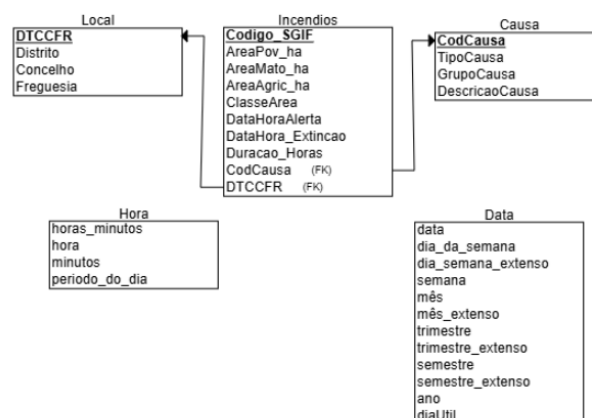 Local
DTCCFR
Distrito
Concelho
Freguesia
Incendios
Codigo_SGIF
AreaPov_ha
AreaMato_ha
AreaAgric_ha
ClasseArea
DataHoraAlerta
DataHora_Extincao
Duracao_Horas
CodCausa (FK)
DTCCFR (FK)
Causa
CodCausa
TipoCausa
GrupoCausa
DescricaoCausa
Hora
horas_minutos
hora
minutos
periodo_do_dia
Data
data
dia_da_semana
dia_semana_extenso
semana
mês
mês_extenso
trimestre
trimestre_extenso
semestre
semestre_extenso
ano
diaUtil